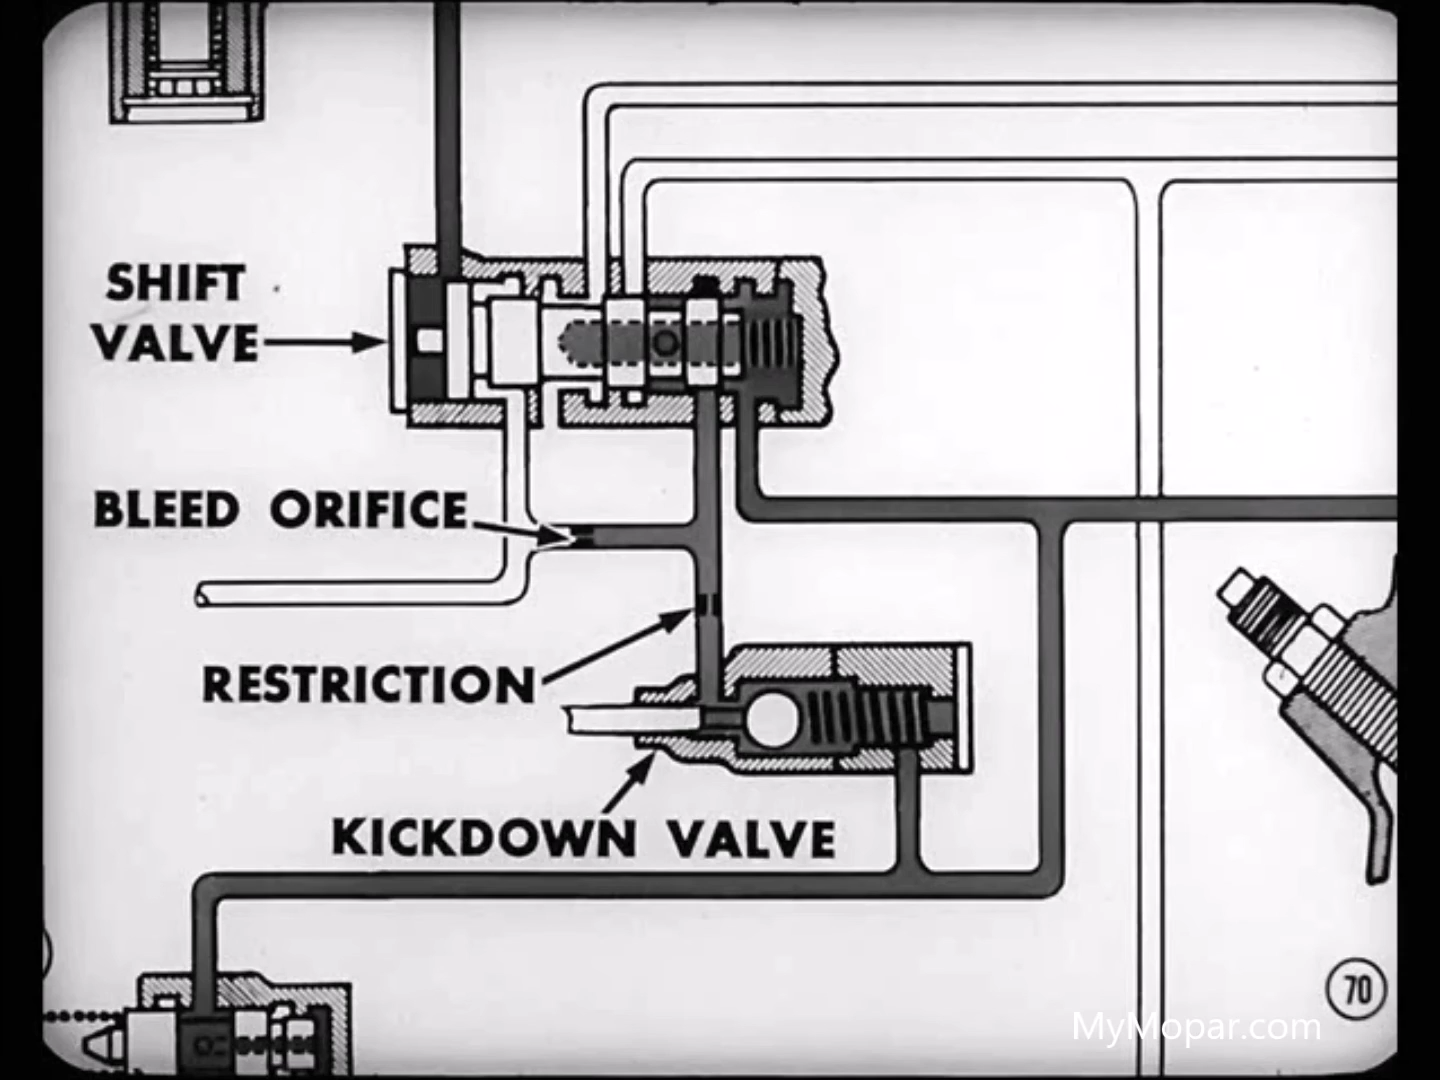 SHIFT
VALVE
BLEED ORIFICE
RESTRICTION
KICKDOWN VALVE
70
MyMopar.com